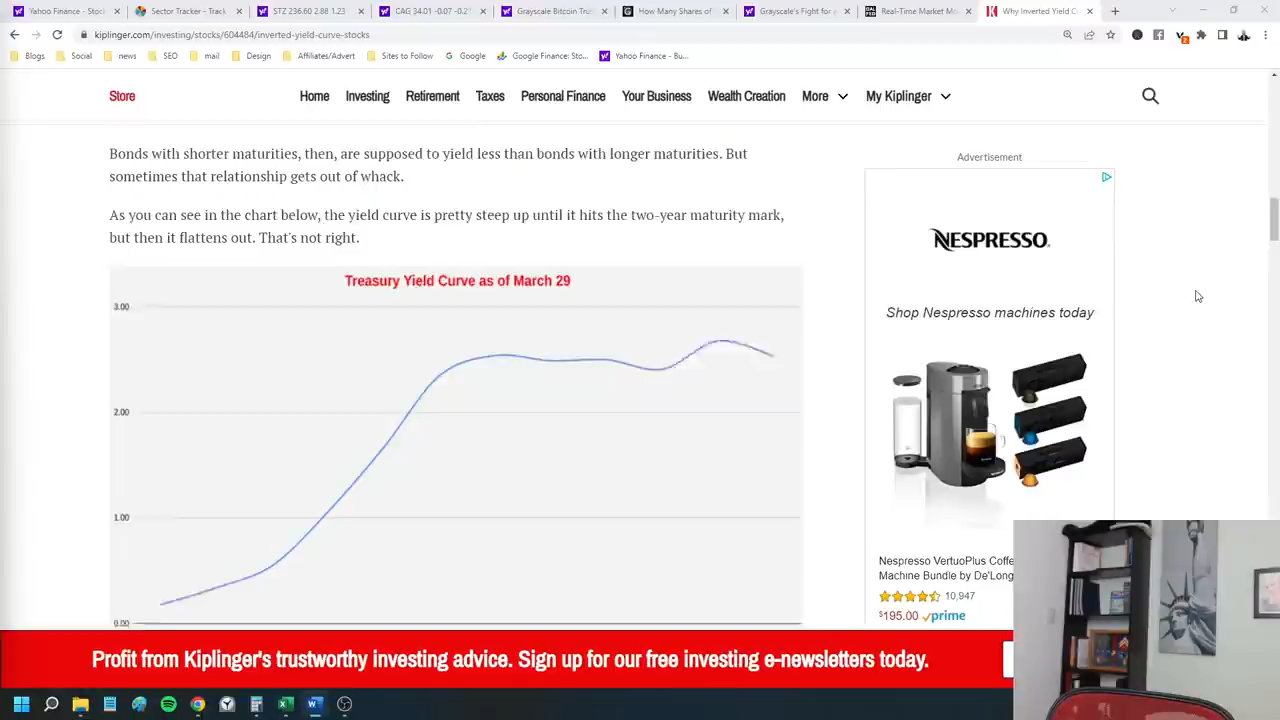 Yahoo Finance - Stock
Sector Tracker - Track
STZ 236.60 2.88 1.23
CAG 34.01 -0.07 -0.2
Grayscale Bitcoin Tru
How Many Shares of
Grayscale's Fight for
Real-Time Market Mo
Why Inverted Yield C
kiplinger.com/investing/stocks/604484/inverted-yield-curve-stocks
Blogs
Social
news
SEO
mail
Design
Affiliates/Advert
Sites to Follow
Google
Google Finance: Sto...
Yahoo Finance - Bu...
Store
Home
Investing
Retirement
Taxes
Personal Finance
Your Business
Wealth Creation
More
My Kiplinger
Bonds with shorter maturities, then, are supposed to yield less than bonds with longer maturities. But
sometimes that relationship gets out of whack.
As you can see in the chart below, the yield curve is pretty steep up until it hits the two-year maturity mark,
but then it flattens out. That's not right.
Treasury Yield Curve as of March 29
3.00
2.00
1.00
0.00
Advertisement
NESPRESSO
Shop Nespresso machines today
Nespresso VertuoPlus Coffe
Machine Bundle by De'Long
10,947
$195.00 prime
Profit from Kiplinger's trustworthy investing advice. Sign up for our free investing e-newsletters today.